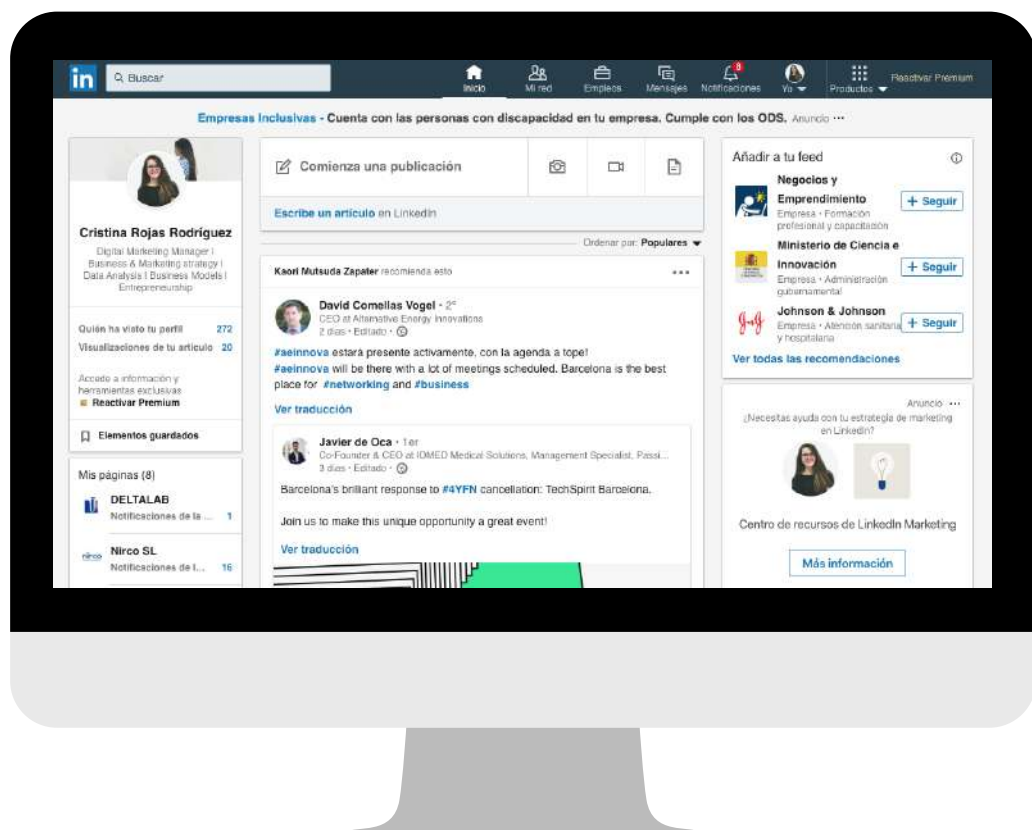 in
Buscar
Inicio
Mi red
Empleos
Mensajes
8
Notificaciones
Yo
Productos
Reactivar Premium
Empresas Inclusivas - Cuenta con las personas con discapacidad en tu empresa. Cumple con los ODS. Anuncio ···
Cristina Rojas Rodríguez
Digital Marketing Manager |
Business & Marketing strategy |
Data Analysis | Business Models |
Entrepreneurship
Quién ha visto tu perfil 272
Visualizaciones de tu artículo 20
Accede a información y
herramientas exclusivas
Reactivar Premium
Elementos guardados
Mis páginas (8)
DELTALAB
Notificaciones de la ... 1
nirco
Nirco SL
Notificaciones de l... 16
Comienza una publicación
Escribe un artículo en LinkedIn
Ordenar por: Populares
Kaori Mutsuda Zapater recomienda esto
David Comellas Vogel • 2º
CEO at Alternative Energy Innovations
2 días • Editado •
#aeinnova estará presente activamente, con la agenda a tope!
#aeinnova will be there with a lot of meetings scheduled. Barcelona is the best
place for #networking and #business
Ver traducción
Javier de Oca • 1er
Co-Founder & CEO at IOMED Medical Solutions, Management Specialist, Passi...
3 días • Editado •
Barcelona's brilliant response to #4YFN cancellation: TechSpirit Barcelona.
Join us to make this unique opportunity a great event!
Ver traducción
Añadir a tu feed
Negocios y
Emprendimiento
Empresa • Formación
profesional y capacitación
+ Seguir
Ministerio de Ciencia e
Innovación
Empresa • Administración
gubernamental
+ Seguir
J&J
Johnson & Johnson
Empresa • Atención sanitaria
y hospitalaria
+ Seguir
Ver todas las recomendaciones
Anuncio ···
¿Necesitas ayuda con tu estrategia de marketing
en LinkedIn?
Centro de recursos de LinkedIn Marketing
Más información